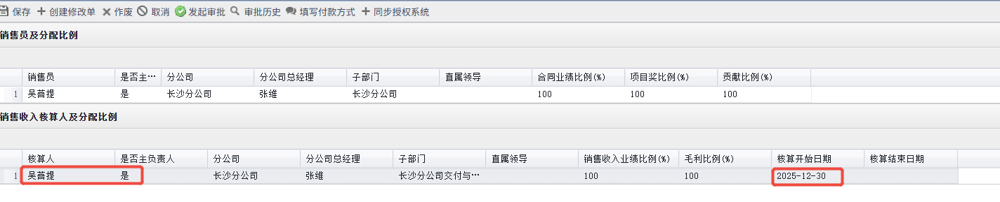 保存 创建修改单 作废 取消 发起审批 审批历史 填写付款方式 同步授权系统
销售员及分配比例
销售员 是否主… 分公司 分公司总经理 子部门 直属领导 合同业绩比例(%) 项目奖比例(%) 贡献比例(%)
1 吴菩提 是 长沙分公司 张维 长沙分公司 100 100 100
销售收入核算人及分配比例
核算人 是否主负责人 分公司 分公司总经理 子部门 直属领导 销售收入业绩比例(%) 毛利比例(%) 核算开始日期 核算结束日期
1 吴菩提 是 长沙分公司 张维 长沙分公司交付与… 100 100 2025-12-30